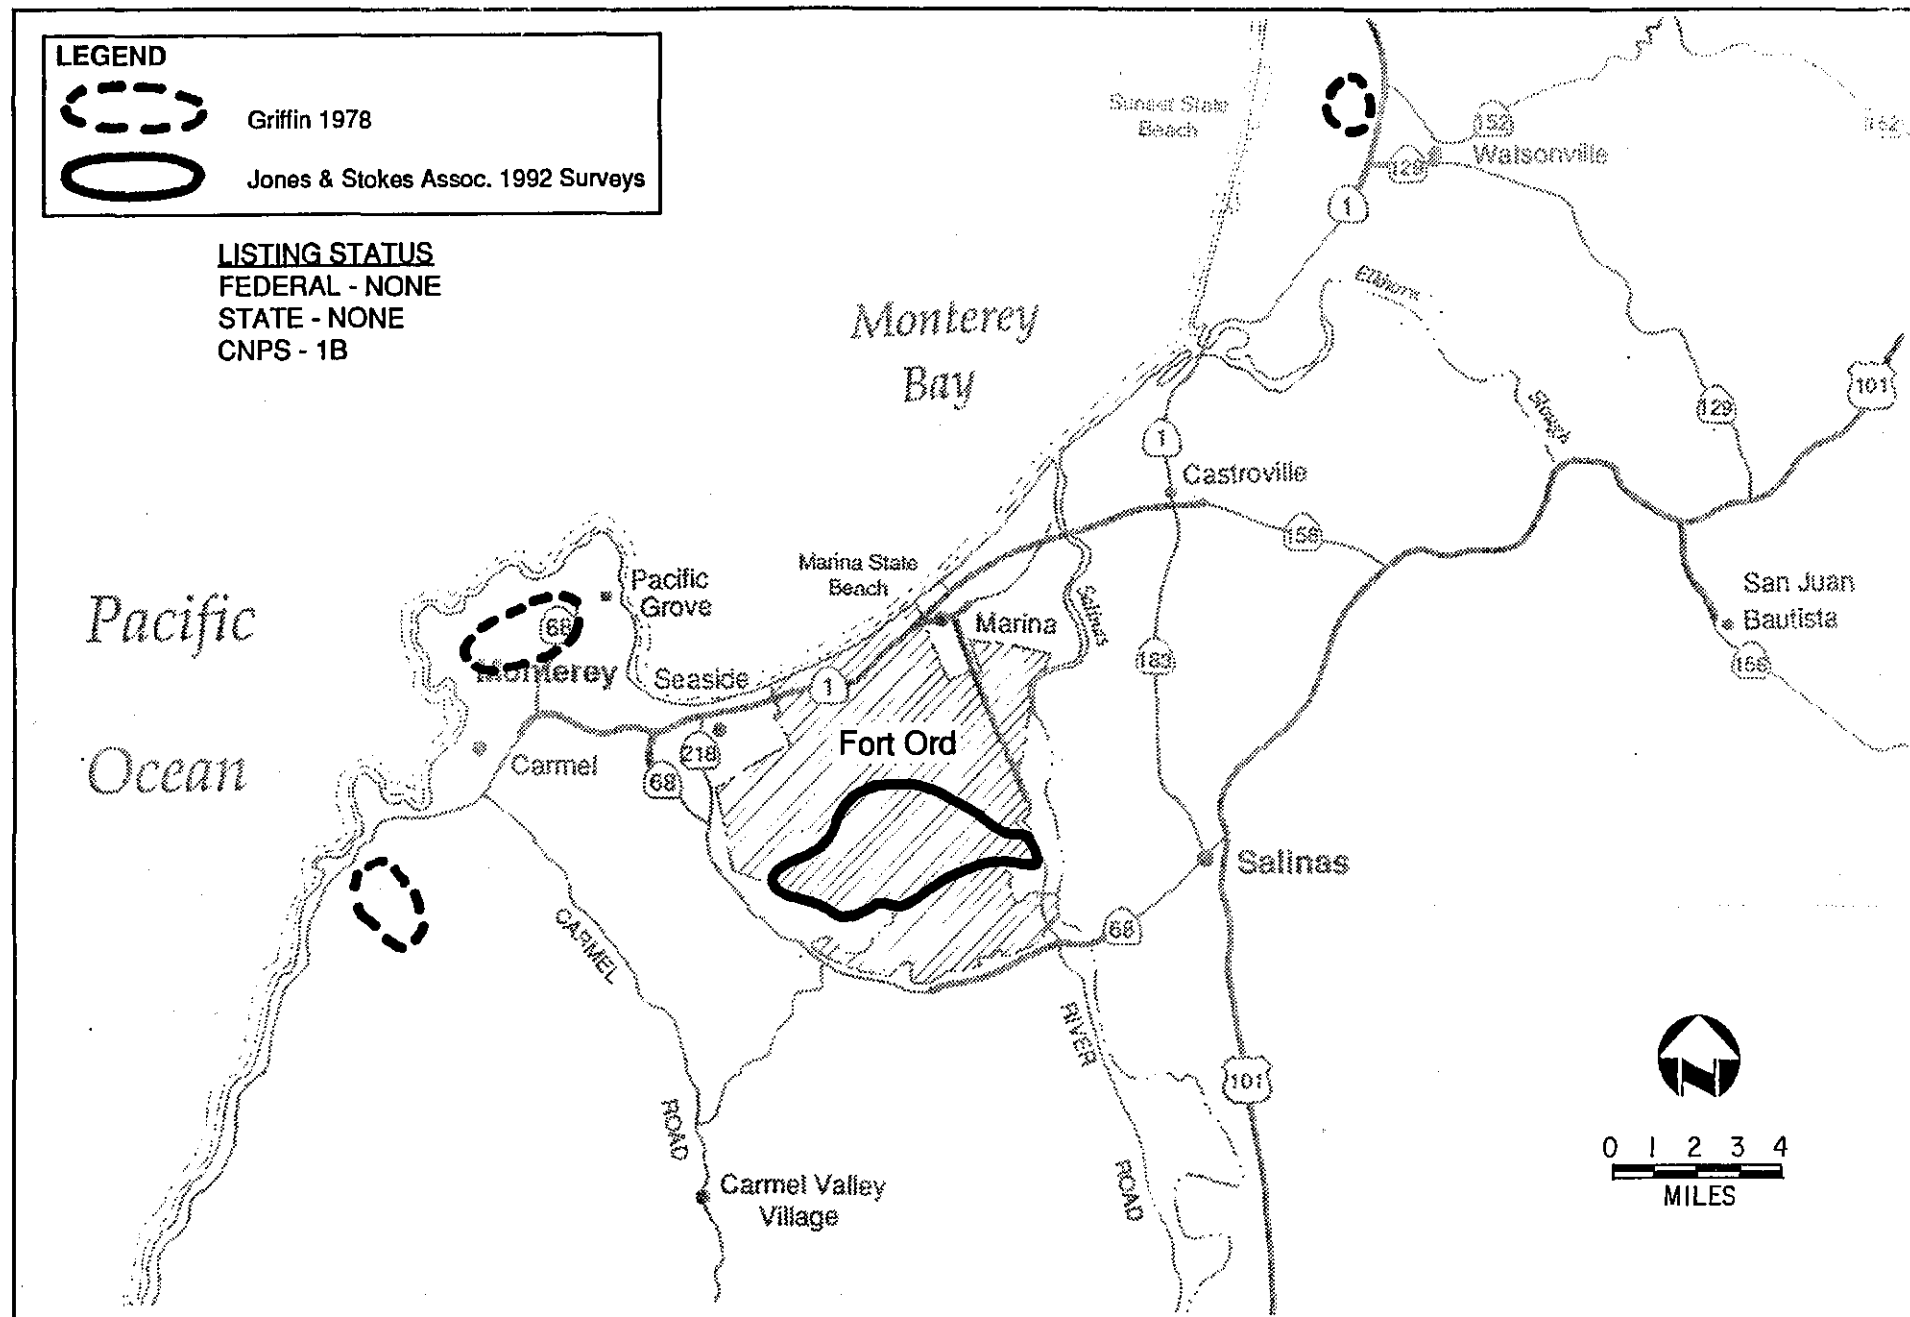 LEGEND
Griffin 1978
Jones & Stokes Assoc. 1992 Surveys
LISTING STATUS
FEDERAL - NONE
STATE - NONE
CNPS - 1B
Sunset State
Beach
152
152
129
Watsonville
1
Elkhorn
Slough
Monterey
Bay
101
129
1
Castroville
156
Marina State
Beach
Salinas
San Juan
Bautista
156
Pacific
Grove
68
Monterey
Marina
183
Seaside
1
Pacific
Ocean
Fort Ord
218
68
Carmel
Salinas
68
CARMEL
ROAD
RIVER
ROAD
101
N
0 1 2 3 4
MILES
Carmel Valley
Village